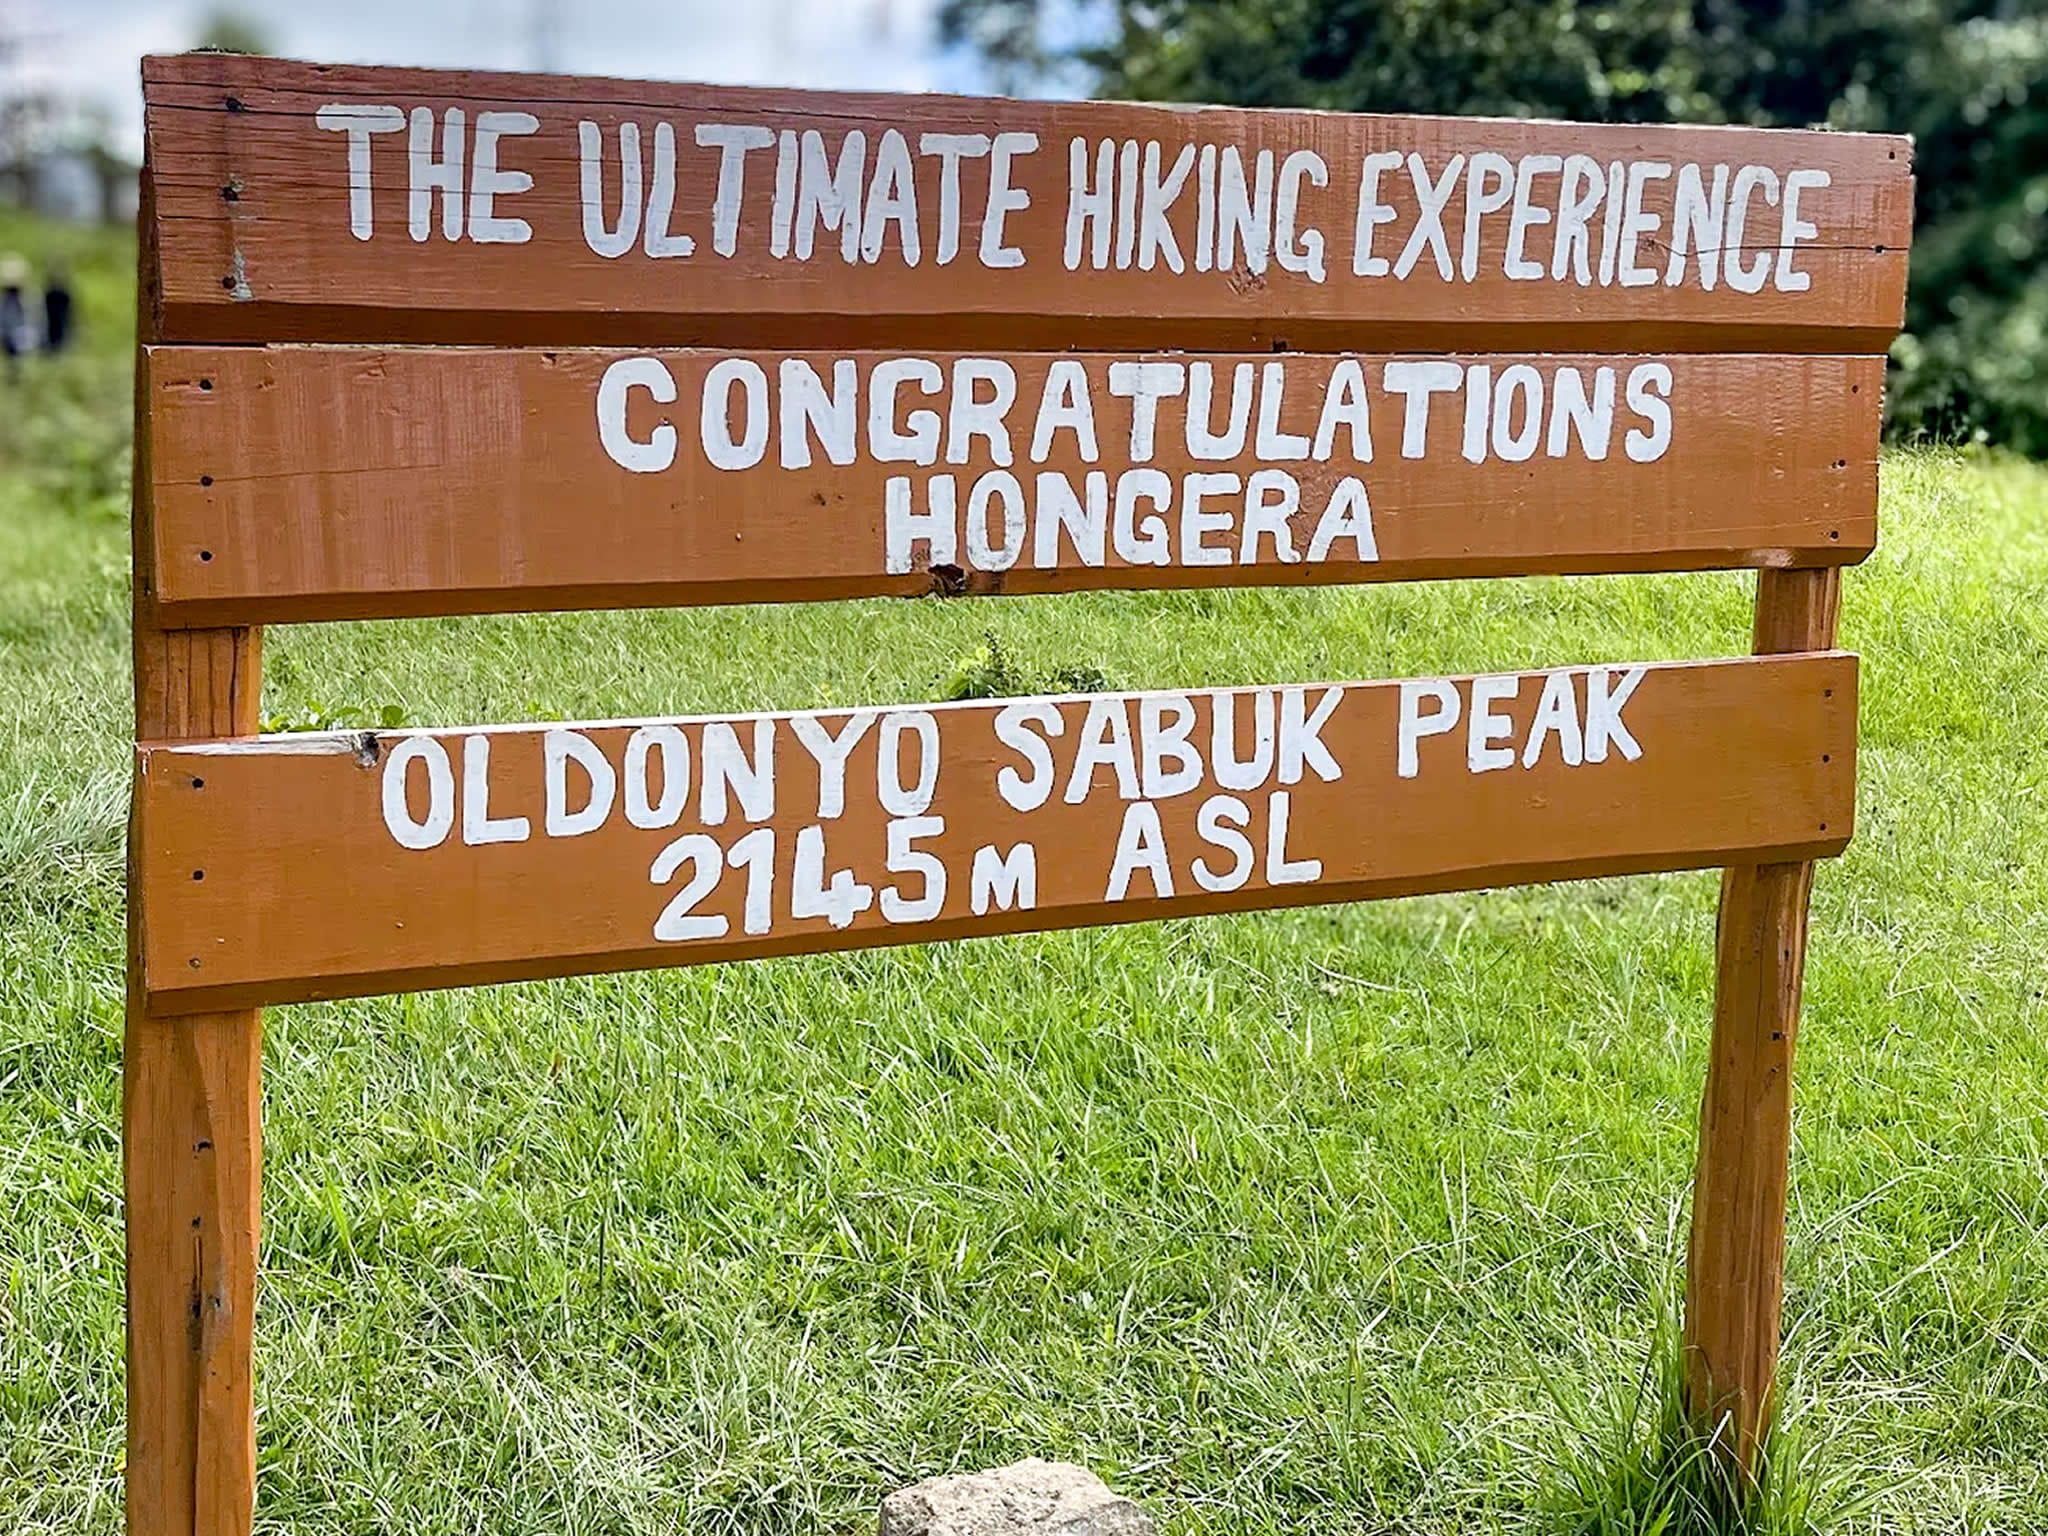 THE ULTIMATE HIKING EXPERIENCE
CONGRATULATIONS
HONGERA
OLDONYO SABUK PEAK
2145M ASL